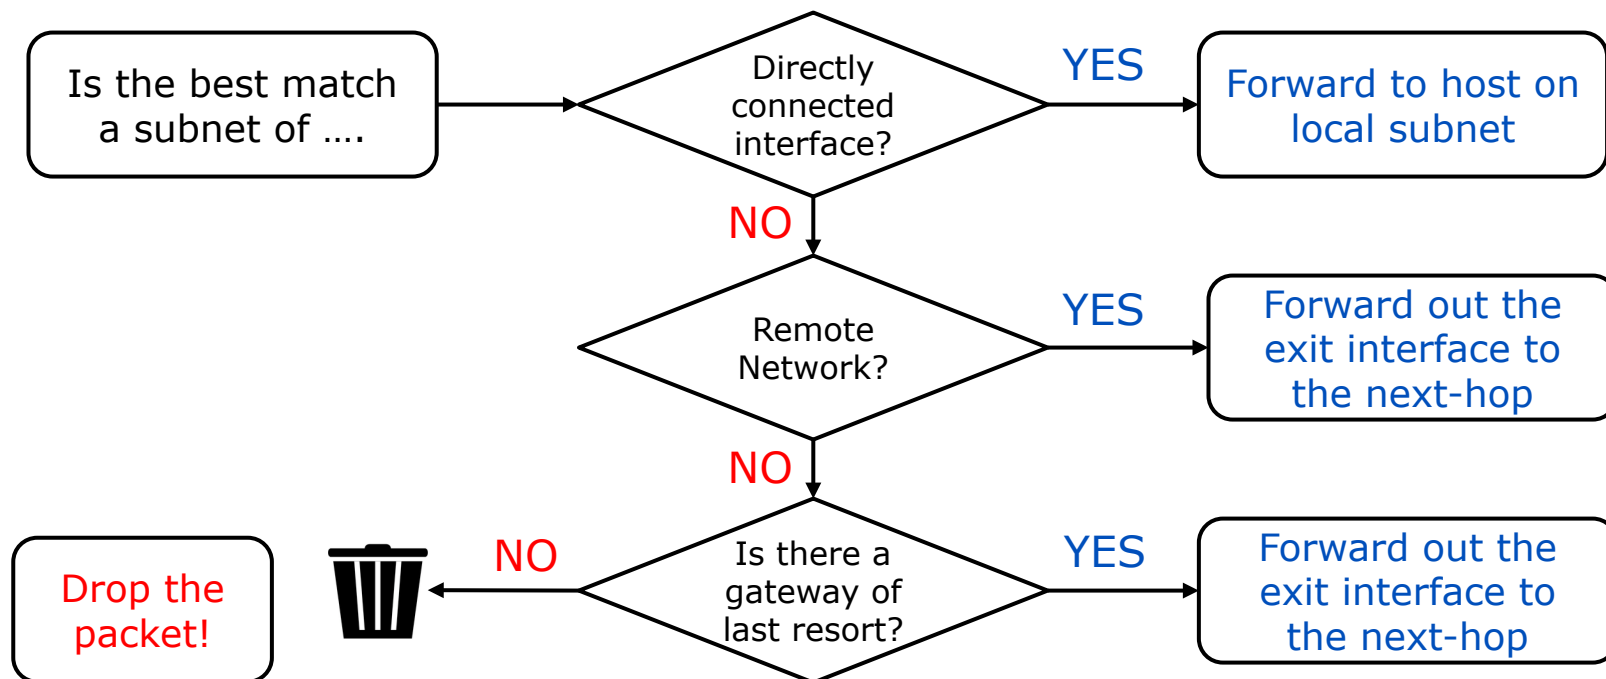 Is the best match
a subnet of ....
Directly
connected
interface?
YES
Forward to host on
local subnet
NO
Remote
Network?
YES
Forward out the
exit interface to
the next-hop
NO
Is there a
gateway of
last resort?
YES
Forward out the
exit interface to
the next-hop
NO
Drop the
packet!